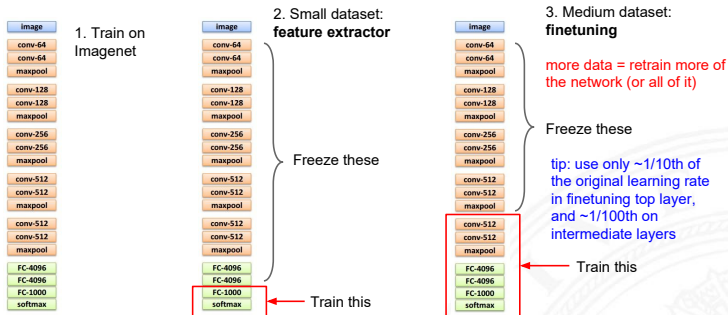 image
conv-64
conv-64
maxpool
conv-128
conv-128
maxpool
conv-256
conv-256
maxpool
conv-512
conv-512
maxpool
conv-512
conv-512
maxpool
FC-4096
FC-4096
FC-1000
softmax
1. Train on
Imagenet
2. Small dataset:
feature extractor
image
conv-64
conv-64
maxpool
conv-128
conv-128
maxpool
conv-256
conv-256
maxpool
conv-512
conv-512
maxpool
conv-512
conv-512
maxpool
FC-4096
FC-4096
FC-1000
softmax
Freeze these
Train this
3. Medium dataset:
finetuning
image
conv-64
conv-64
maxpool
conv-128
conv-128
maxpool
conv-256
conv-256
maxpool
conv-512
conv-512
maxpool
conv-512
conv-512
maxpool
FC-4096
FC-4096
FC-1000
softmax
more data = retrain more of
the network (or all of it)
Freeze these
tip: use only ~1/10th of
the original learning rate
in finetuning top layer,
and ~1/100th on
intermediate layers
Train this